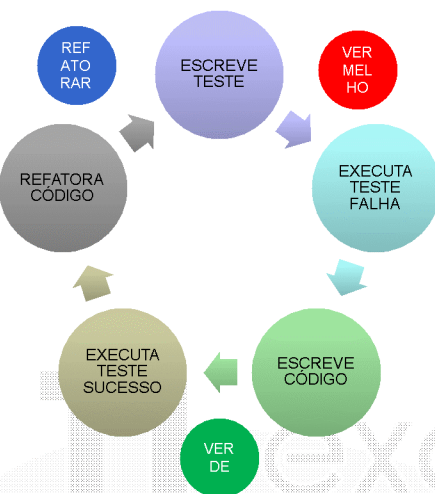 REF
ATO
RAR
ESCREVE
TESTE
VER
MEL
HO
REFATORA
CÓDIGO
EXECUTA
TESTE
FALHA
EXECUTA
TESTE
SUCESSO
ESCREVE
CÓDIGO
VER
DE